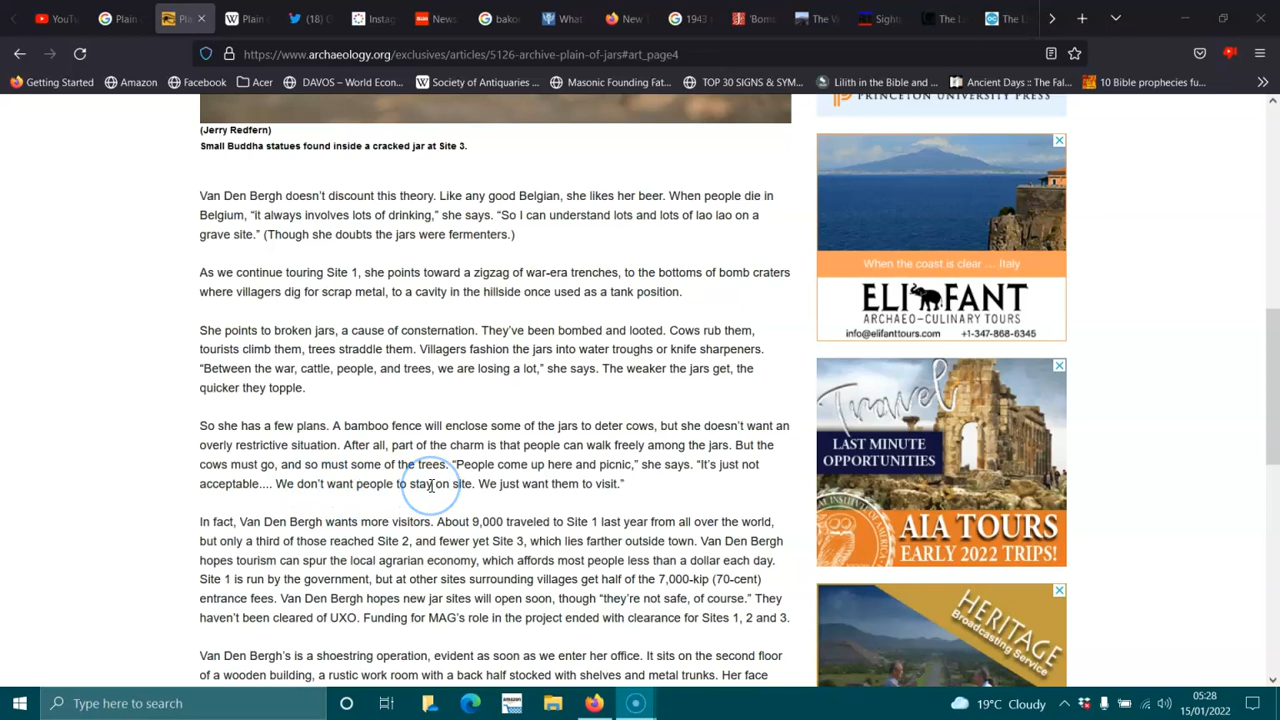 YouTu
Plain o
Plai
Plain o
(18) C
Instag
News
bako
What
New T
1943 i
'Boms
The W
Sight
The L
The L
https://www.archaeology.org/exclusives/articles/5126-archive-plain-of-jars#art_page4
Getting Started
Amazon
Facebook
Acer
DAVOS – World Econ...
Society of Antiquaries ...
Masonic Founding Fat...
TOP 30 SIGNS & SYM...
Lilith in the Bible and ...
Ancient Days :: The Fal...
10 Bible prophecies fu...
PRINCETON UNIVERSITY PRESS
(Jerry Redfern)
Small Buddha statues found inside a cracked jar at Site 3.
Van Den Bergh doesn't discount this theory. Like any good Belgian, she likes her beer. When people die in
Belgium, "it always involves lots of drinking," she says. "So I can understand lots and lots of lao lao on a
grave site." (Though she doubts the jars were fermenters.)
As we continue touring Site 1, she points toward a zigzag of war-era trenches, to the bottoms of bomb craters
where villagers dig for scrap metal, to a cavity in the hillside once used as a tank position.
She points to broken jars, a cause of consternation. They've been bombed and looted. Cows rub them,
tourists climb them, trees straddle them. Villagers fashion the jars into water troughs or knife sharpeners.
"Between the war, cattle, people, and trees, we are losing a lot," she says. The weaker the jars get, the
quicker they topple.
So she has a few plans. A bamboo fence will enclose some of the jars to deter cows, but she doesn't want an
overly restrictive situation. After all, part of the charm is that people can walk freely among the jars. But the
cows must go, and so must some of the trees. "People come up here and picnic," she says. "It's just not
acceptable.... We don't want people to stay on site. We just want them to visit."
In fact, Van Den Bergh wants more visitors. About 9,000 traveled to Site 1 last year from all over the world,
but only a third of those reached Site 2, and fewer yet Site 3, which lies farther outside town. Van Den Bergh
hopes tourism can spur the local agrarian economy, which affords most people less than a dollar each day.
Site 1 is run by the government, but at other sites surrounding villages get half of the 7,000-kip (70-cent)
entrance fees. Van Den Bergh hopes new jar sites will open soon, though "they're not safe, of course." They
haven't been cleared of UXO. Funding for MAG's role in the project ended with clearance for Sites 1, 2 and 3.
Van Den Bergh's is a shoestring operation, evident as soon as we enter her office. It sits on the second floor
of a wooden building, a rustic work room with a back half stocked with shelves and metal trunks. Her face
When the coast is clear ... Italy
ELIFANT
ARCHAEO-CULINARY TOURS
info@elifanttours.com +1-347-868-6345
Travel
LAST MINUTE
OPPORTUNITIES
AIA TOURS
EARLY 2022 TRIPS!
HERITAGE
Broadcasting
Service
Type here to search
amazon
19°C Cloudy
05:28
15/01/2022